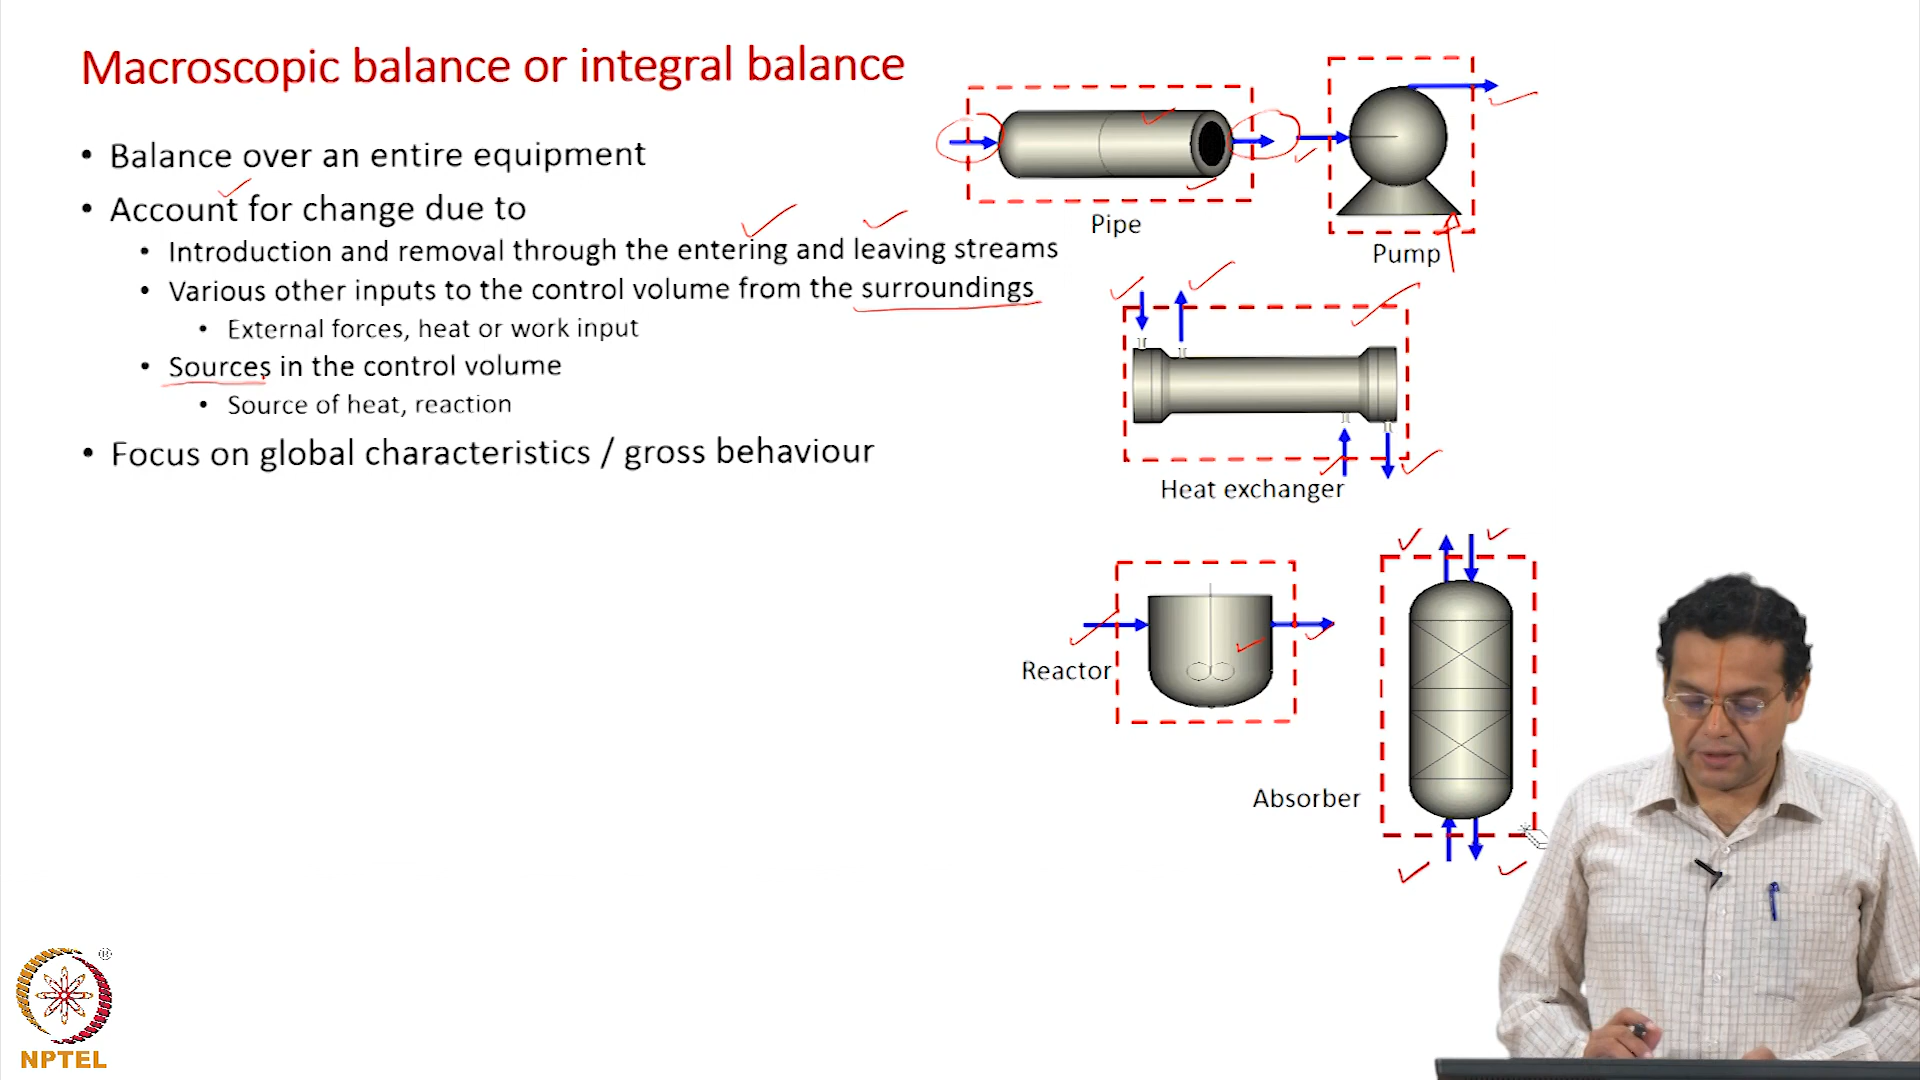 Macroscopic balance or integral balance
• Balance over an entire equipment
• Account for change due to
• Introduction and removal through the entering and leaving streams
• Various other inputs to the control volume from the surroundings
• External forces, heat or work input
• Sources in the control volume
• Source of heat, reaction
• Focus on global characteristics / gross behaviour
Pipe
Pump
Heat exchanger
Reactor
Absorber
®
NPTEL